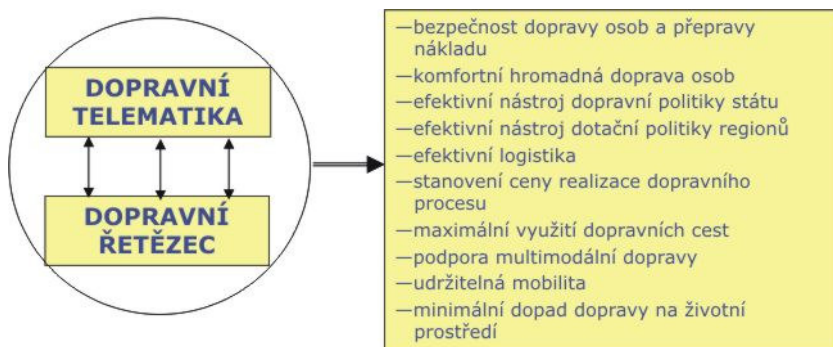 DOPRAVNÍ
TELEMATIKA
DOPRAVNÍ
ŘETĚZEC
—bezpečnost dopravy osob a přepravy
nákladu
—komfortní hromadná doprava osob
—efektivní nástroj dopravní politiky státu
—efektivní nástroj dotační politiky regionů
—efektivní logistika
—stanovení ceny realizace dopravního
procesu
—maximální využití dopravních cest
—podpora multimodální dopravy
—udržitelná mobilita
—minimální dopad dopravy na životní
prostředí